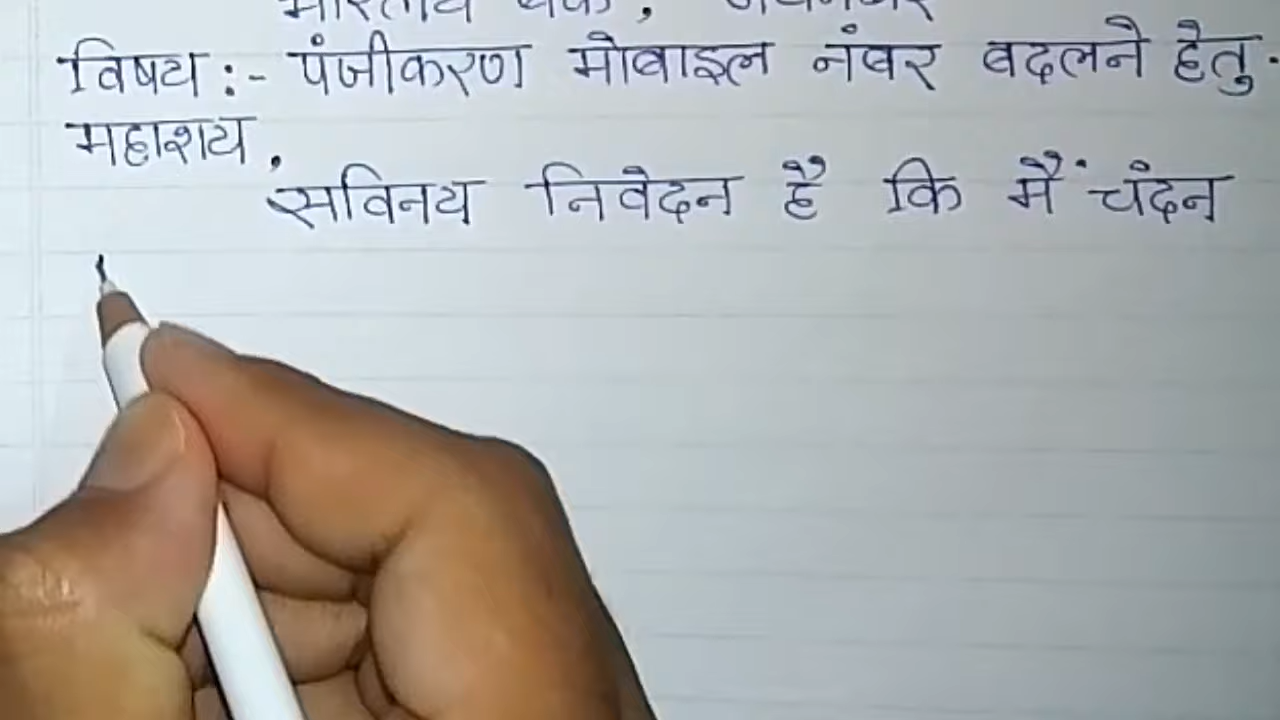 विषय :- पंजीकरण मोबाइल नंबर बदलने हेतु.
महाशय,
सविनय निवेदन है कि मैं चंदन